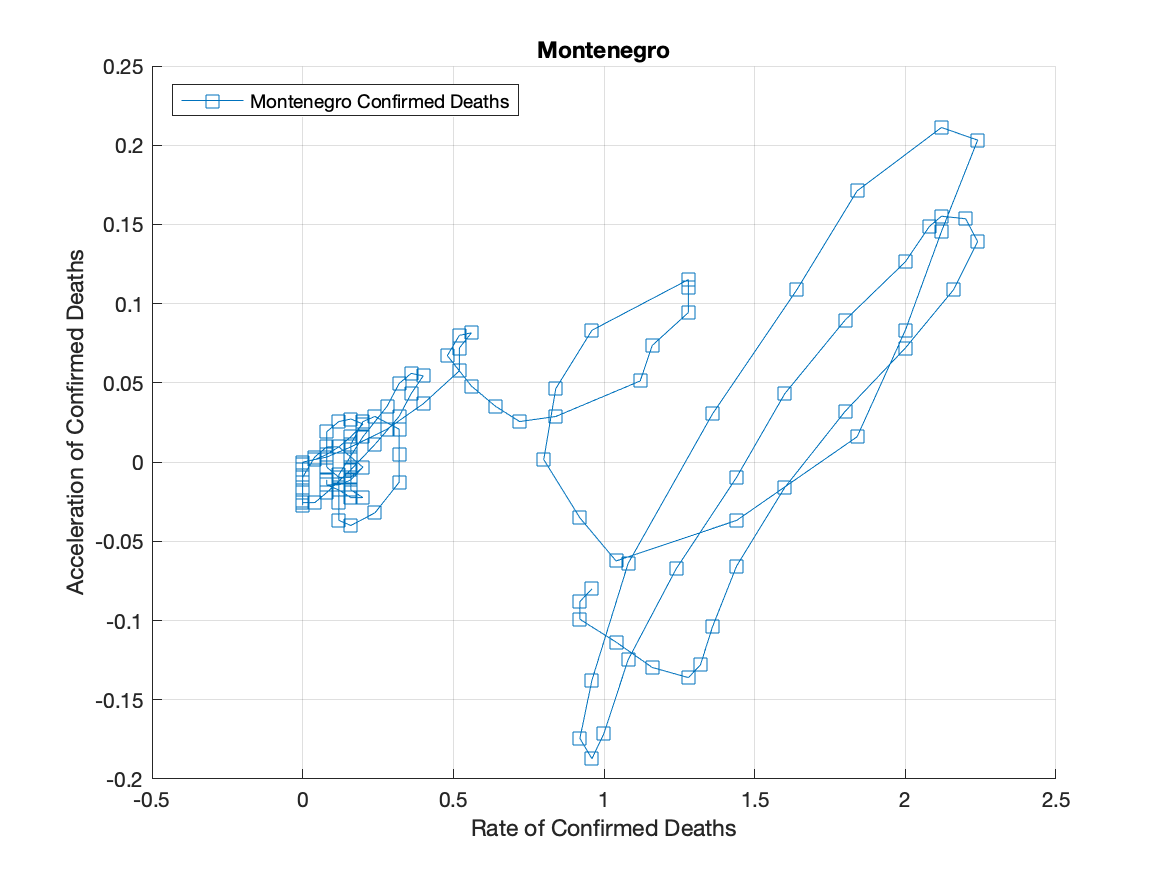 Montenegro
Montenegro Confirmed Deaths
0.25
0.2
0.15
0.1
0.05
0
-0.05
-0.1
-0.15
-0.2
Acceleration of Confirmed Deaths
-0.5 0 0.5 1 1.5 2 2.5
Rate of Confirmed Deaths